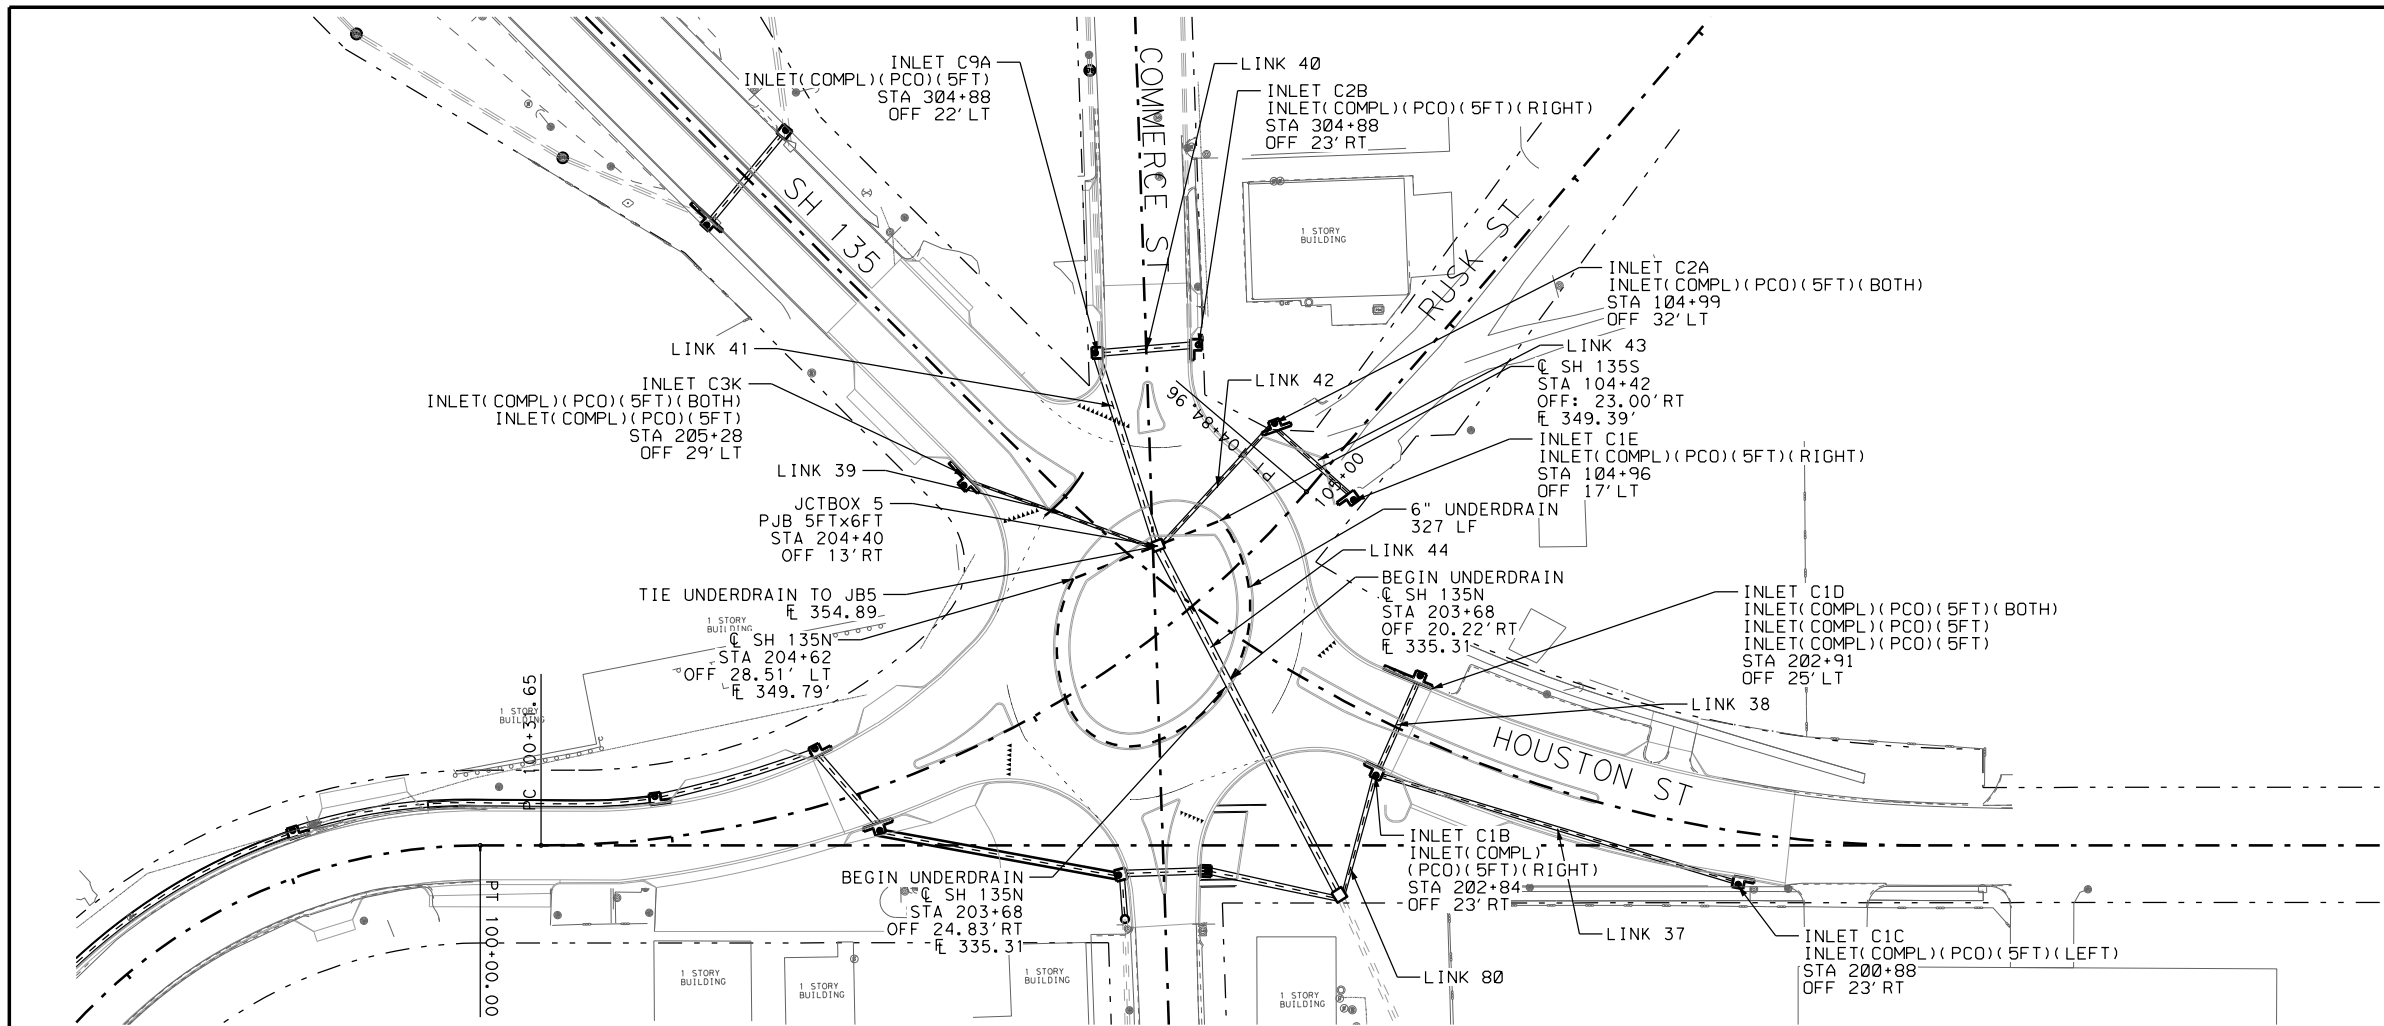 INLET C9A
INLET(COMPL)(PCO)(5FT)
STA 304+88
OFF 22' LT
COMMERCE ST
LINK 40
INLET C2B
INLET(COMPL)(PCO)(5FT)(RIGHT)
STA 304+88
OFF 23' RT
SH 135
1 STORY
BUILDING
RUSK ST
INLET C2A
INLET(COMPL)(PCO)(5FT)(BOTH)
STA 104+99
OFF 32' LT
LINK 41
INLET C3K
INLET(COMPL)(PCO)(5FT)(BOTH)
INLET(COMPL)(PCO)(5FT)
STA 205+28
OFF 29' LT
LINK 39
JCTBOX 5
PJB 5FTx6FT
STA 204+40
OFF 13' RT
LINK 42
PT 104+84.96
105+00
LINK 43
℄ SH 135S
STA 104+42
OFF: 23.00' RT
FL 349.39'
INLET C1E
INLET(COMPL)(PCO)(5FT)(RIGHT)
STA 104+96
OFF 17' LT
6" UNDERDRAIN
327 LF
LINK 44
BEGIN UNDERDRAIN
℄ SH 135N
STA 203+68
OFF 20.22' RT
FL 335.31
TIE UNDERDRAIN TO JB5
FL 354.89
1 STORY
BUILDING
℄ SH 135N
STA 204+62
OFF 28.51' LT
FL 349.79'
INLET C1D
INLET(COMPL)(PCO)(5FT)(BOTH)
INLET(COMPL)(PCO)(5FT)
INLET(COMPL)(PCO)(5FT)
STA 202+91
OFF 25' LT
LINK 38
HOUSTON ST
1 STORY
BUILDING
PC 100+31.65
PT 100+00.00
BEGIN UNDERDRAIN
℄ SH 135N
STA 203+68
OFF 24.83' RT
FL 335.31
INLET C1B
INLET(COMPL)
(PCO)(5FT)(RIGHT)
STA 202+84
OFF 23' RT
LINK 37
LINK 80
INLET C1C
INLET(COMPL)(PCO)(5FT)(LEFT)
STA 200+88
OFF 23' RT
1 STORY
BUILDING
1 STORY
BUILDING
1 STORY
BUILDING
1 STORY
BUILDING